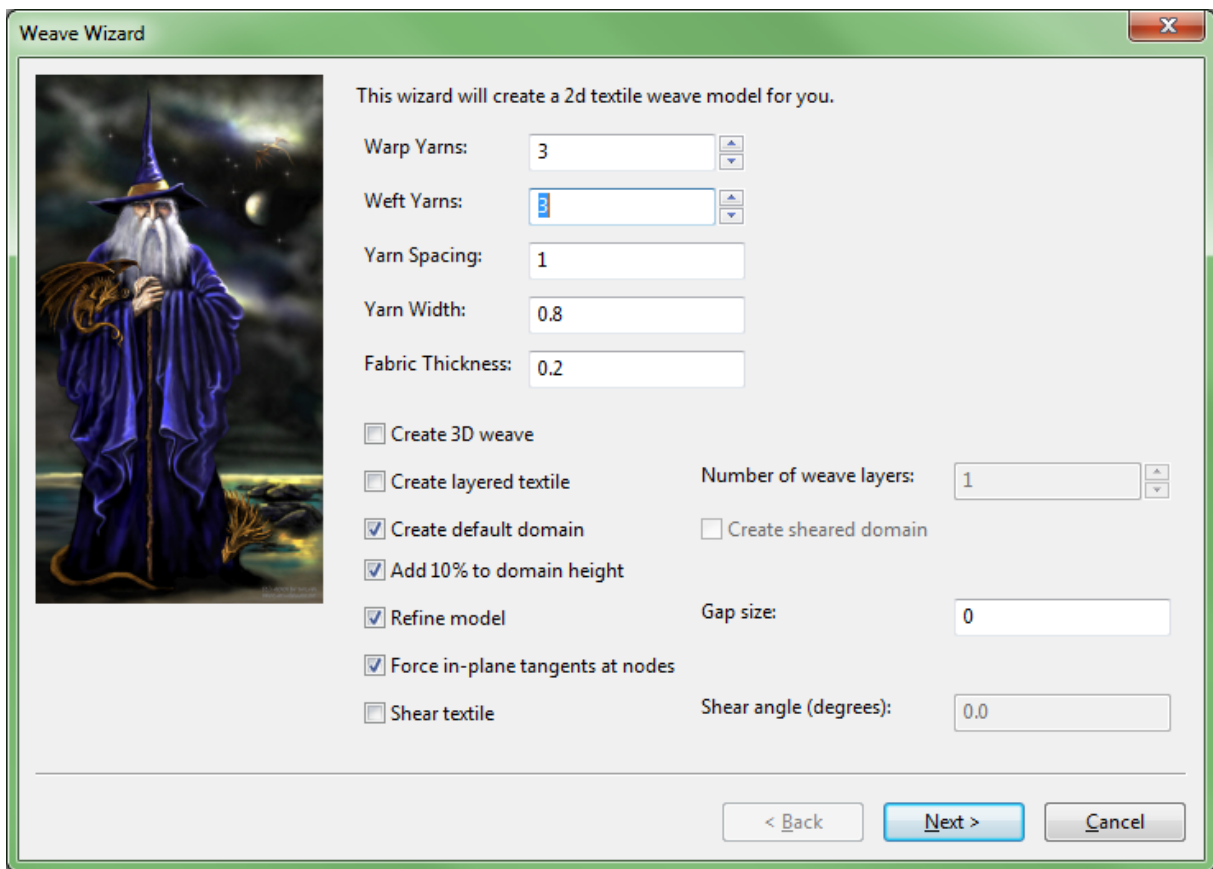 Weave Wizard
This wizard will create a 2d textile weave model for you.
Warp Yarns: 3
Weft Yarns: 3
Yarn Spacing: 1
Yarn Width: 0.8
Fabric Thickness: 0.2
Create 3D weave
Create layered textile Number of weave layers: 1
Create default domain Create sheared domain
Add 10% to domain height
Refine model Gap size: 0
Force in-plane tangents at nodes
Shear textile Shear angle (degrees): 0.0
< Back Next > Cancel